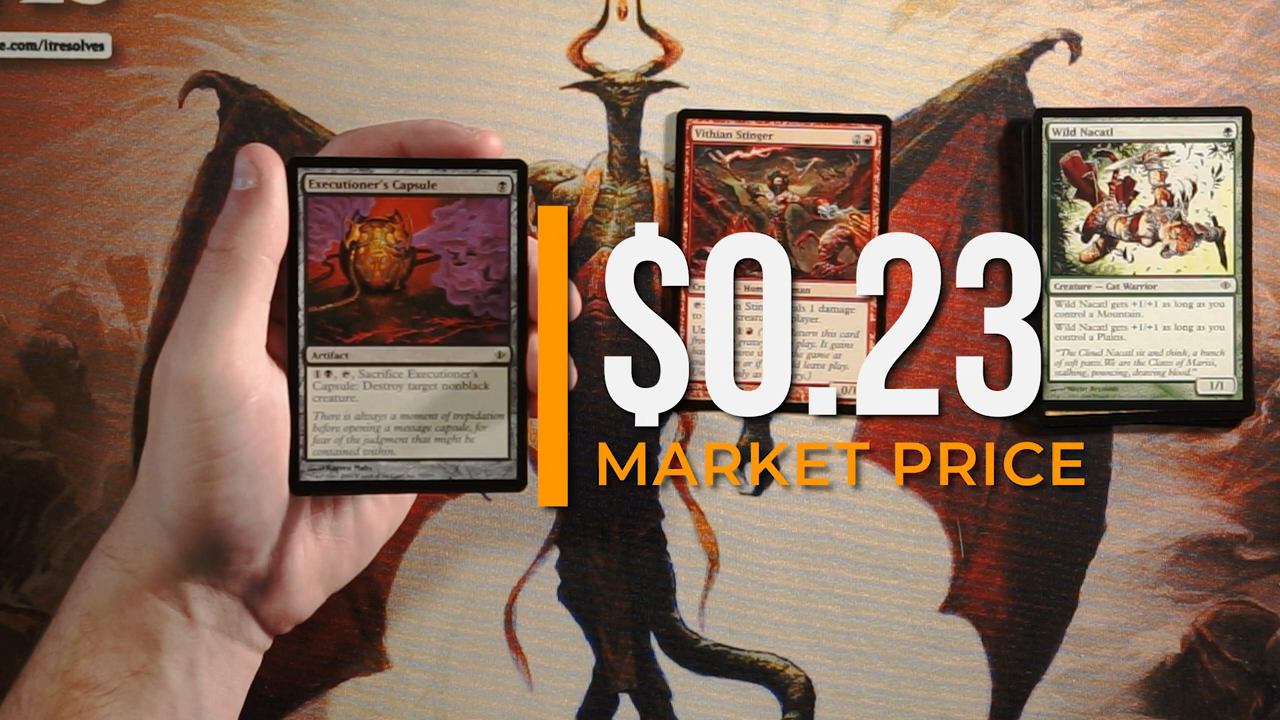 e.com/itresolves
Executioner's Capsule
Artifact
1 , , Sacrifice Executioner's
Capsule: Destroy target nonblack
creature.
There is always a moment of trepidation
before opening a message capsule, for
fear of the judgment that might be
contained within.
Vithian Stinger
2
$0.23
MARKET PRICE
Wild Nacatl
Creature — Cat Warrior
Wild Nacatl gets +1/+1 as long as you
control a Mountain.
Wild Nacatl gets +1/+1 as long as you
control a Plains.
"The Cloud Nacatl sit and think, a bunch
of soft paws. We are the Claws of Marisi,
stalking, pouncing, drawing blood."
1/1